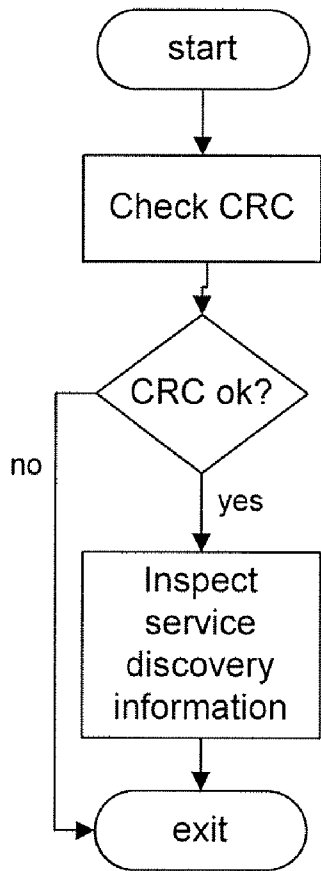 start
Check CRC
CRC ok?
no
yes
Inspect
service
discovery
information
exit